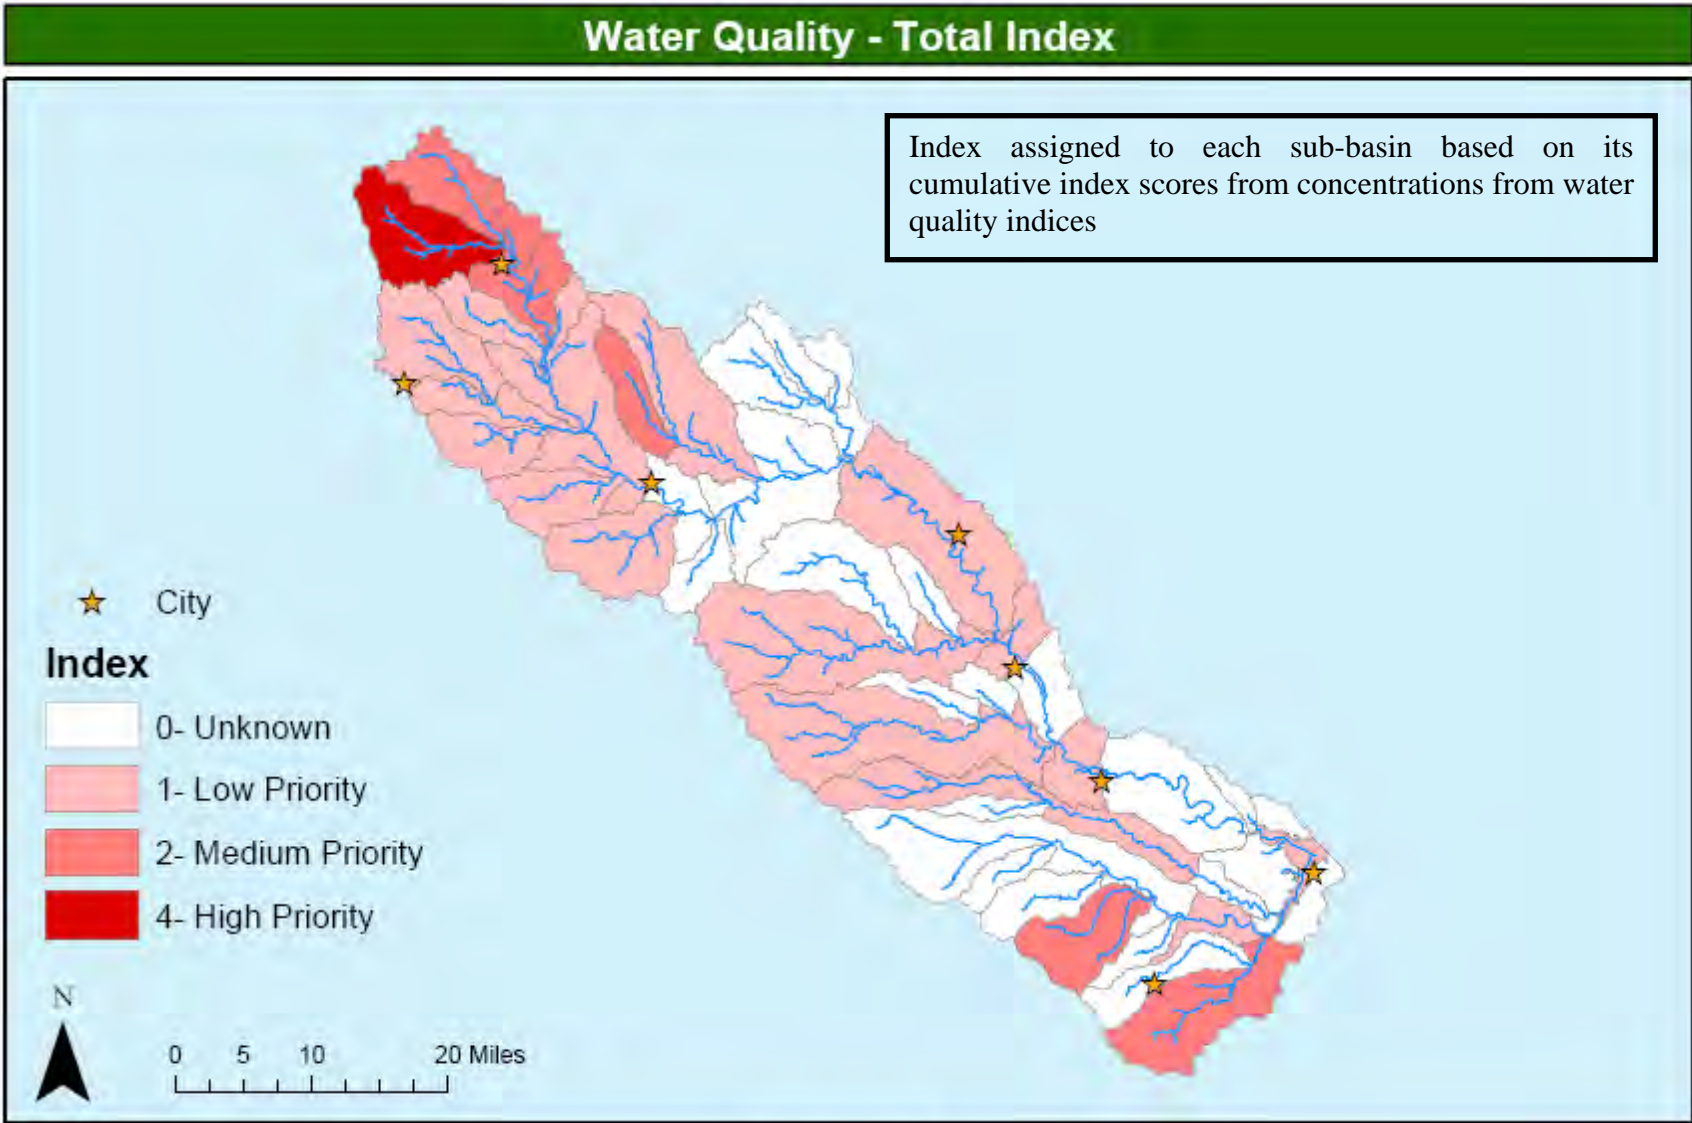 Water Quality - Total Index
Index assigned to each sub-basin based on its
cumulative index scores from concentrations from water
quality indices
City
Index
0- Unknown
1- Low Priority
2- Medium Priority
4- High Priority
N
0 5 10 20 Miles